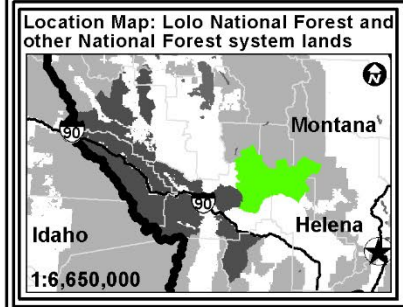 Location Map: Lolo National Forest and
other National Forest system lands
N
90
Montana
90
Helena
Idaho
1:6,650,000